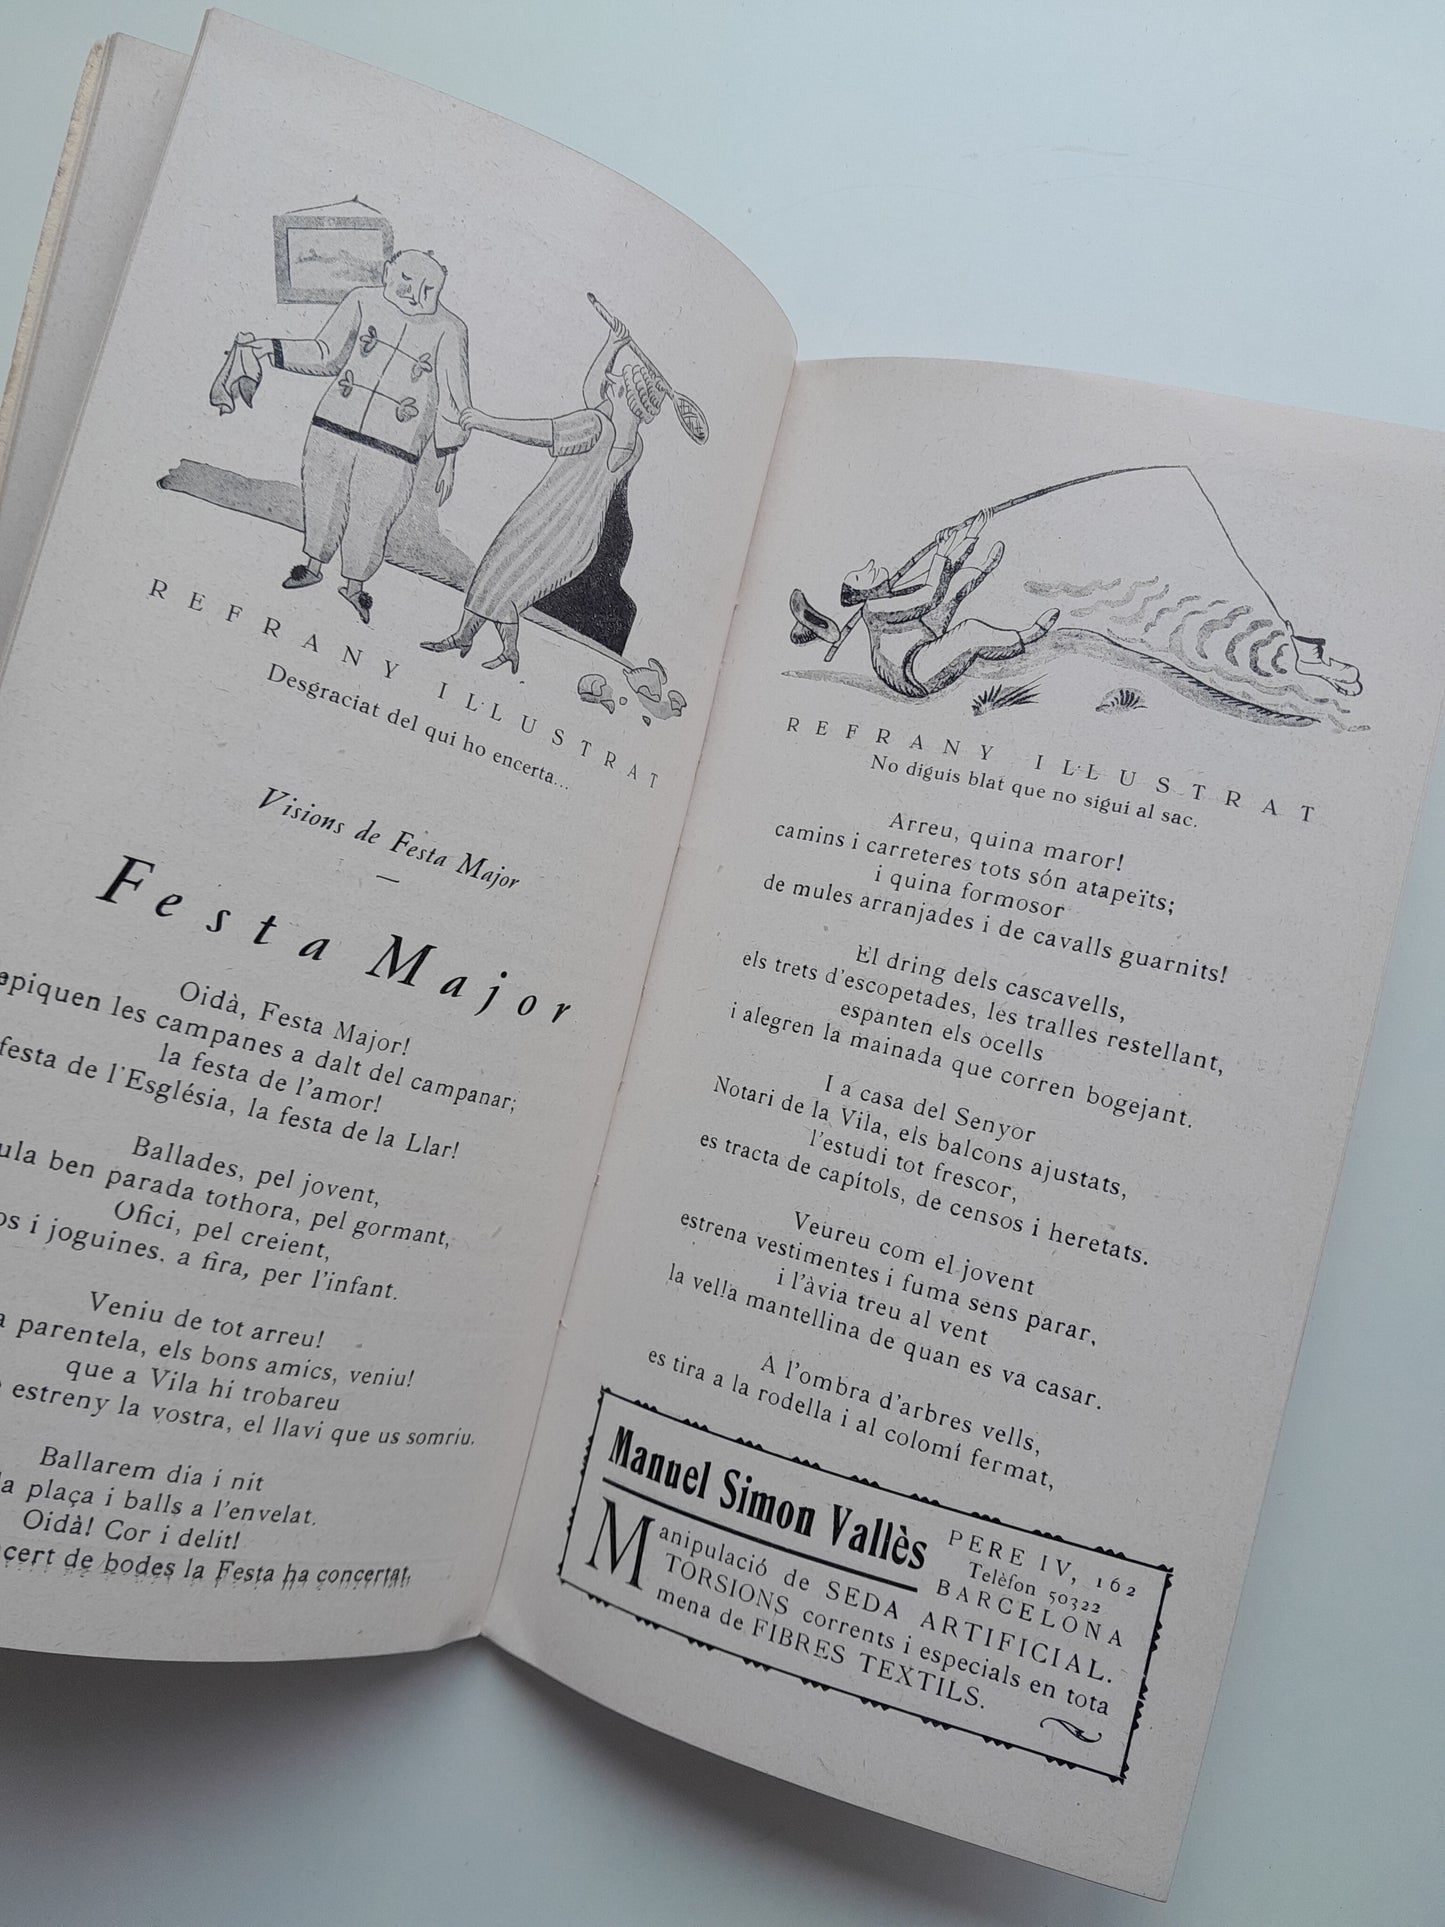 REFRANY IL·LUSTRAT
Desgraciat del qui ho encerta...
Visions de Festa Major
Festa Major
Oidà, Festa Major!
les campanes a dalt del campanar;
la festa de l'amor!
festa de l'Església, la festa de la Llar!
Ballades, pel jovent,
ben parada tothora, pel gormant,
Ofici, pel creient,
i joguines, a fira, per l'infant.
Veniu de tot arreu!
parentela, els bons amics, veniu!
que a Vila hi trobareu
estreny la vostra, el llavi que us somriu.
Ballarem dia i nit
plaça i balls a l'envelat.
Oidà! Cor i delit!
de bodes la Festa ha concertat.
REFRANY IL·LUSTRAT
No diguis blat que no sigui al sac.
Arreu, quina maror!
camins i carreteres tots són atapeïts;
i quina formosor
de mules arranjades i de cavalls guarnits!
El dring dels cascavells,
els trets d'escopetades, les tralles restellant,
espanten els ocells
i alegren la mainada que corren bogejant.
I a casa del Senyor
Notari de la Vila, els balcons ajustats,
l'estudi tot frescor,
es tracta de capítols, de censos i heretats.
Veureu com el jovent
estrena vestimentes i fuma sens parar,
i l'àvia treu al vent
la vella mantellina de quan es va casar.
A l'ombra d'arbres vells,
es tira a la rodella i al colomí fermat,
Manuel Simon Vallès
PERE IV, 162
Telèfon 50322
BARCELONA
Manipulació de SEDA ARTIFICIAL.
TORSIONS corrents i especials en tota
mena de FIBRES TEXTILS.